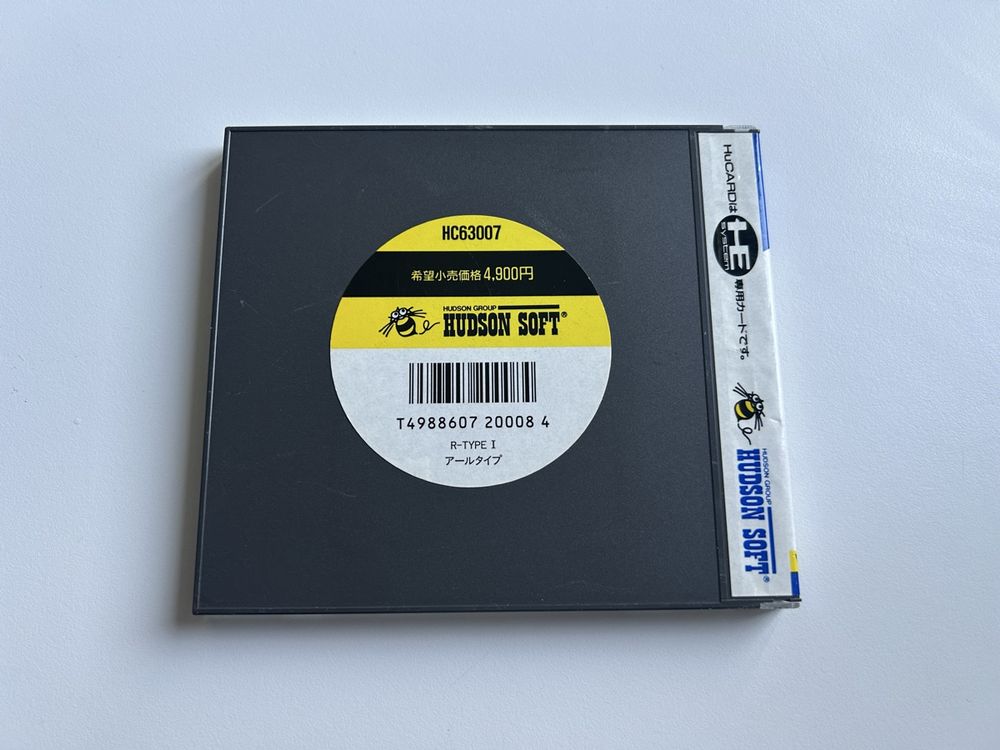 HC63007
希望小売価格 4,900円
HUDSON GROUP
HUDSON SOFT®
T4988607 20008 4
R-TYPE I
アールタイプ
HuCARDは HE system 専用カードです。
HUDSON GROUP
HUDSON SOFT®